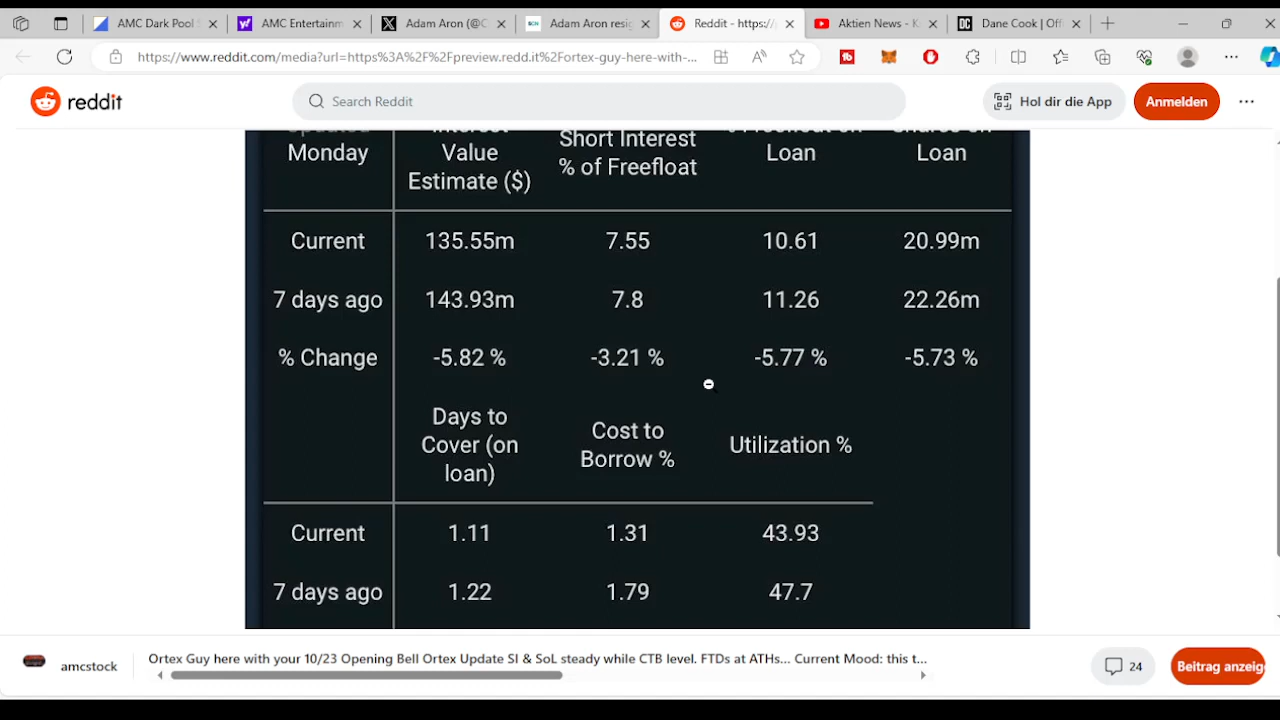 AMC Dark Pool
AMC Entertainm
Adam Aron (@C
Adam Aron resig
Reddit - https://
Aktien News - K
Dane Cook | Off
https://www.reddit.com/media?url=https%3A%2F%2Fpreview.redd.it%2Fortex-guy-here-with-...
reddit
Search Reddit
Hol dir die App
Anmelden
Updated Monday
Interest Value Estimate ($)
Short Interest % of Freefloat
Loan
Loan
Current 135.55m 7.55 10.61 20.99m
7 days ago 143.93m 7.8 11.26 22.26m
% Change -5.82 % -3.21 % -5.77 % -5.73 %
Days to Cover (on loan)
Cost to Borrow %
Utilization %
Current 1.11 1.31 43.93
7 days ago 1.22 1.79 47.7
amcstock
Ortex Guy here with your 10/23 Opening Bell Ortex Update SI & SoL steady while CTB level. FTDs at ATHs... Current Mood: this t...
24
Beitrag anzeig